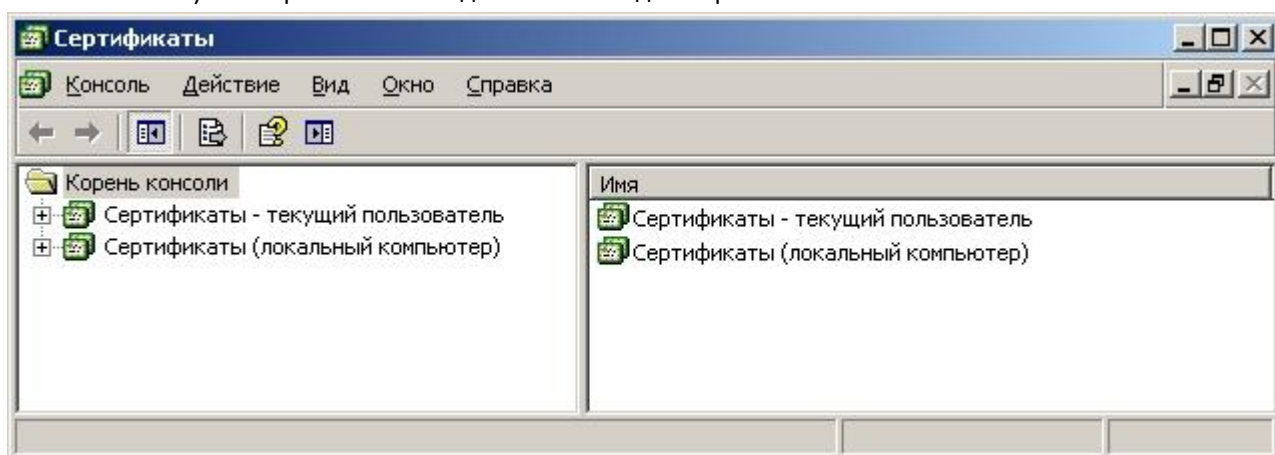 Сертификаты
Консоль Действие Вид Окно Справка
Корень консоли
Сертификаты - текущий пользователь
Сертификаты (локальный компьютер)
Имя
Сертификаты - текущий пользователь
Сертификаты (локальный компьютер)